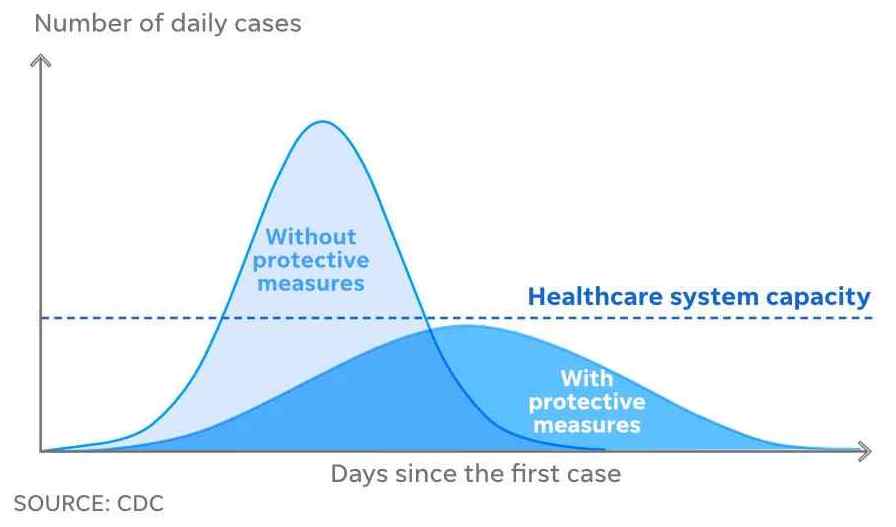 Number of daily cases
Without
protective
measures
Healthcare system capacity
With
protective
measures
Days since the first case
SOURCE: CDC